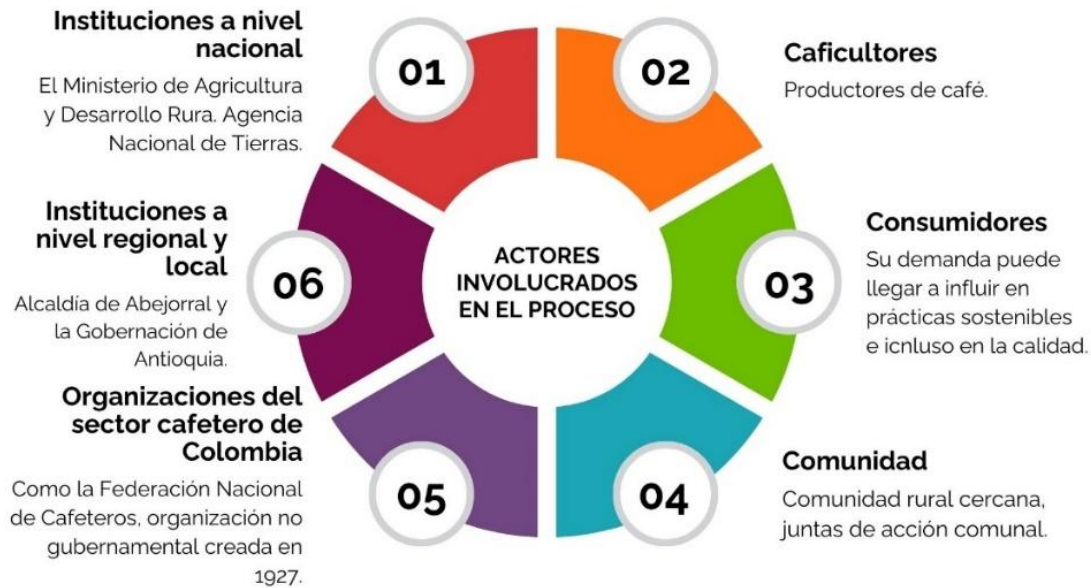 ACTORES
INVOLUCRADOS
EN EL PROCESO
01
Instituciones a nivel
nacional
El Ministerio de Agricultura
y Desarrollo Rura. Agencia
Nacional de Tierras.
02
Caficultores
Productores de café.
03
Consumidores
Su demanda puede
llegar a influir en
prácticas sostenibles
e icnluso en la calidad.
04
Comunidad
Comunidad rural cercana,
juntas de acción comunal.
05
Organizaciones del
sector cafetero de
Colombia
Como la Federación Nacional
de Cafeteros, organización no
gubernamental creada en
1927.
06
Instituciones a
nivel regional y
local
Alcaldía de Abejorral y
la Gobernación de
Antioquia.